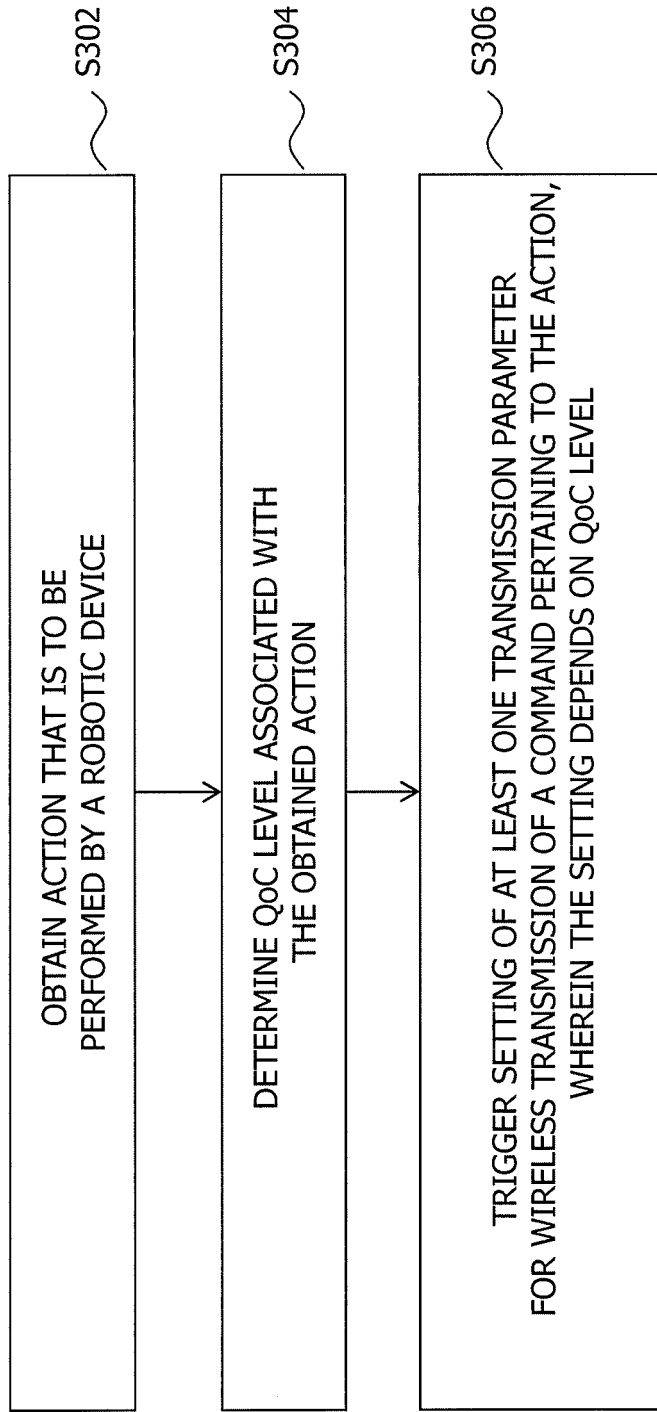 OBTAIN ACTION THAT IS TO BE
PERFORMED BY A ROBOTIC DEVICE
S302
DETERMINE QoC LEVEL ASSOCIATED WITH
THE OBTAINED ACTION
S304
TRIGGER SETTING OF AT LEAST ONE TRANSMISSION PARAMETER
FOR WIRELESS TRANSMISSION OF A COMMAND PERTAINING TO THE ACTION,
WHEREIN THE SETTING DEPENDS ON QoC LEVEL
S306